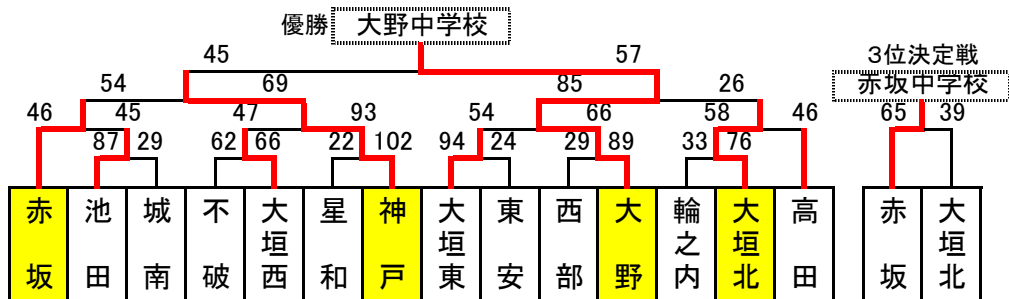 優勝 大野中学校
45 57 3位決定戦
54 69 85 26 赤坂中学校
46 45 47 93 54 66 58 46 65 39
87 29 62 66 22 102 94 24 29 89 33 76
赤坂 池田 城南 不破 大垣西 星和 神戸 大垣東 東安 西部 大野 輪之内 大垣北 高田 赤坂 大垣北